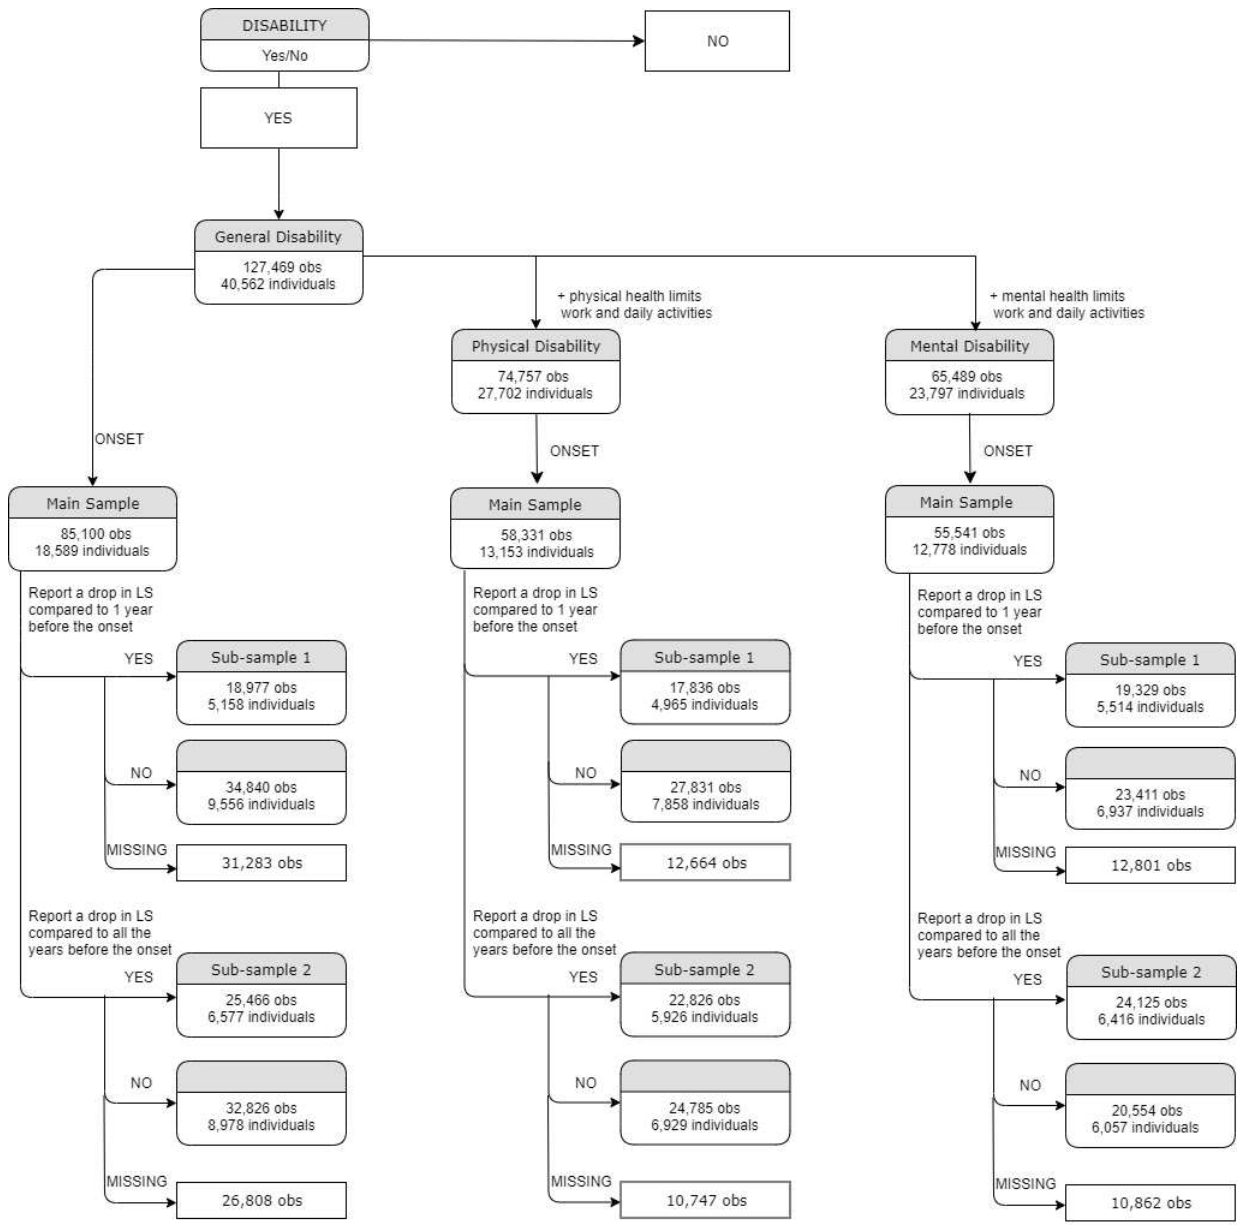 DISABILITY
Yes/No
NO
YES
General Disability
127,469 obs
40,562 individuals
+ physical health limits
work and daily activities
+ mental health limits
work and daily activities
Physical Disability
74,757 obs
27,702 individuals
Mental Disability
65,489 obs
23,797 individuals
ONSET
ONSET
ONSET
Main Sample
85,100 obs
18,589 individuals
Report a drop in LS
compared to 1 year
before the onset
YES
Sub-sample 1
18,977 obs
5,158 individuals
NO
34,840 obs
9,556 individuals
MISSING
31,283 obs
Report a drop in LS
compared to all the
years before the onset
YES
Sub-sample 2
25,466 obs
6,577 individuals
NO
32,826 obs
8,978 individuals
MISSING
26,808 obs
Main Sample
58,331 obs
13,153 individuals
Report a drop in LS
compared to 1 year
before the onset
YES
Sub-sample 1
17,836 obs
4,965 individuals
NO
27,831 obs
7,858 individuals
MISSING
12,664 obs
Report a drop in LS
compared to all the
years before the onset
YES
Sub-sample 2
22,826 obs
5,926 individuals
NO
24,785 obs
6,929 individuals
MISSING
10,747 obs
Main Sample
55,541 obs
12,778 individuals
Report a drop in LS
compared to 1 year
before the onset
YES
Sub-sample 1
19,329 obs
5,514 individuals
NO
23,411 obs
6,937 individuals
MISSING
12,801 obs
Report a drop in LS
compared to all the
years before the onset
YES
Sub-sample 2
24,125 obs
6,416 individuals
NO
20,554 obs
6,057 individuals
MISSING
10,862 obs